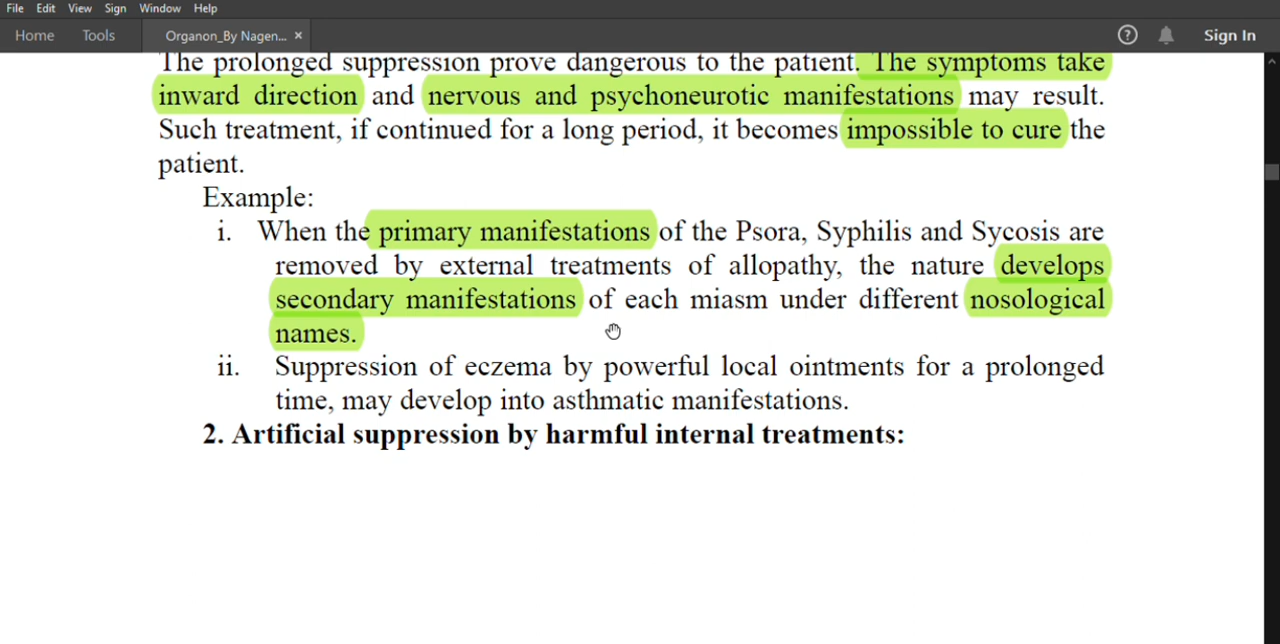 File Edit View Sign Window Help
Home Tools Organon_By Nagen... × ? Sign In
The prolonged suppression prove dangerous to the patient. The symptoms take
inward direction and nervous and psychoneurotic manifestations may result.
Such treatment, if continued for a long period, it becomes impossible to cure the
patient.
Example:
i. When the primary manifestations of the Psora, Syphilis and Sycosis are
removed by external treatments of allopathy, the nature develops
secondary manifestations of each miasm under different nosological
names.
ii. Suppression of eczema by powerful local ointments for a prolonged
time, may develop into asthmatic manifestations.
2. Artificial suppression by harmful internal treatments: